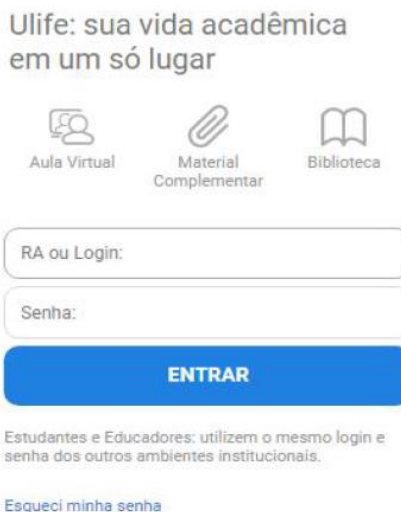 Ulife: sua vida acadêmica
em um só lugar
Aula Virtual
Material
Complementar
Biblioteca
RA ou Login:
Senha:
ENTRAR
Estudantes e Educadores: utilizem o mesmo login e
senha dos outros ambientes institucionais.
Esqueci minha senha